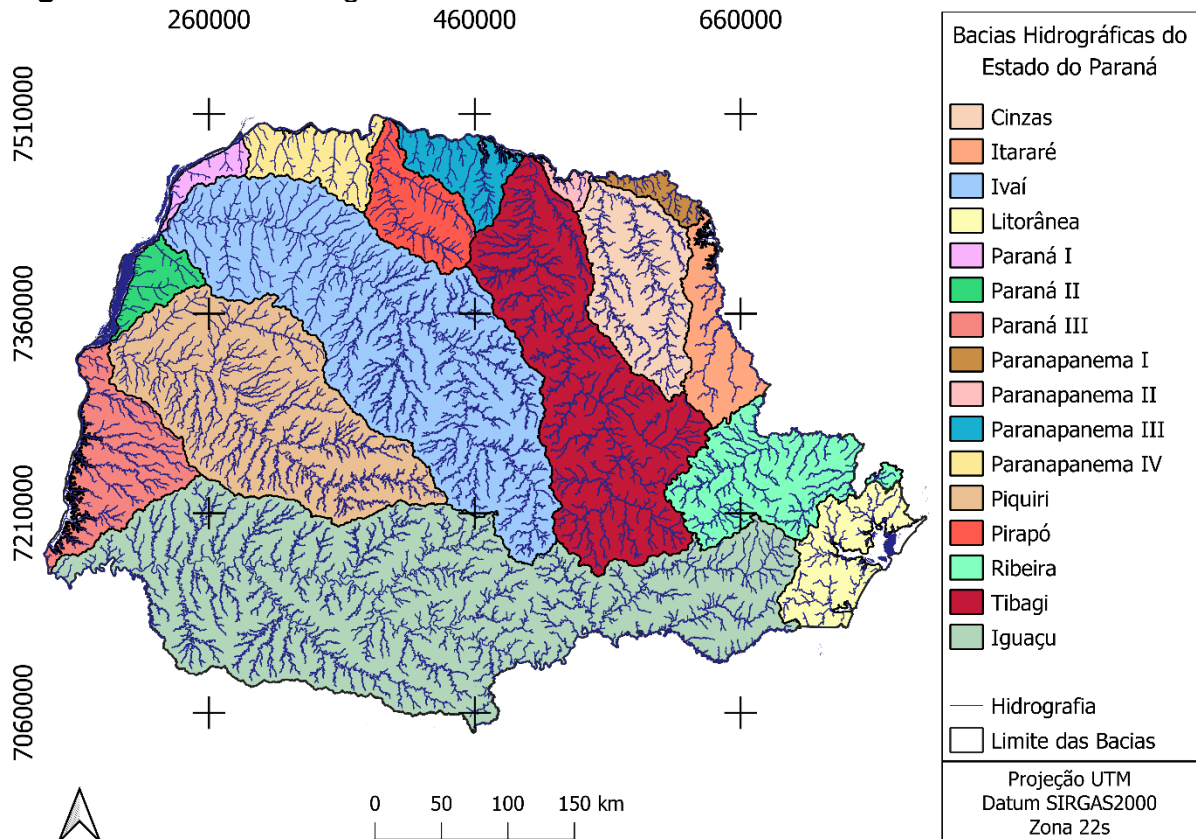 260000 460000 660000
7510000
7360000
7210000
7060000
Bacias Hidrográficas do
Estado do Paraná
Cinzas
Itararé
Ivaí
Litorânea
Paraná I
Paraná II
Paraná III
Paranapanema I
Paranapanema II
Paranapanema III
Paranapanema IV
Piquiri
Pirapó
Ribeira
Tibagi
Iguaçu
Hidrografia
Limite das Bacias
Projeção UTM
Datum SIRGAS2000
Zona 22s
0 50 100 150 km